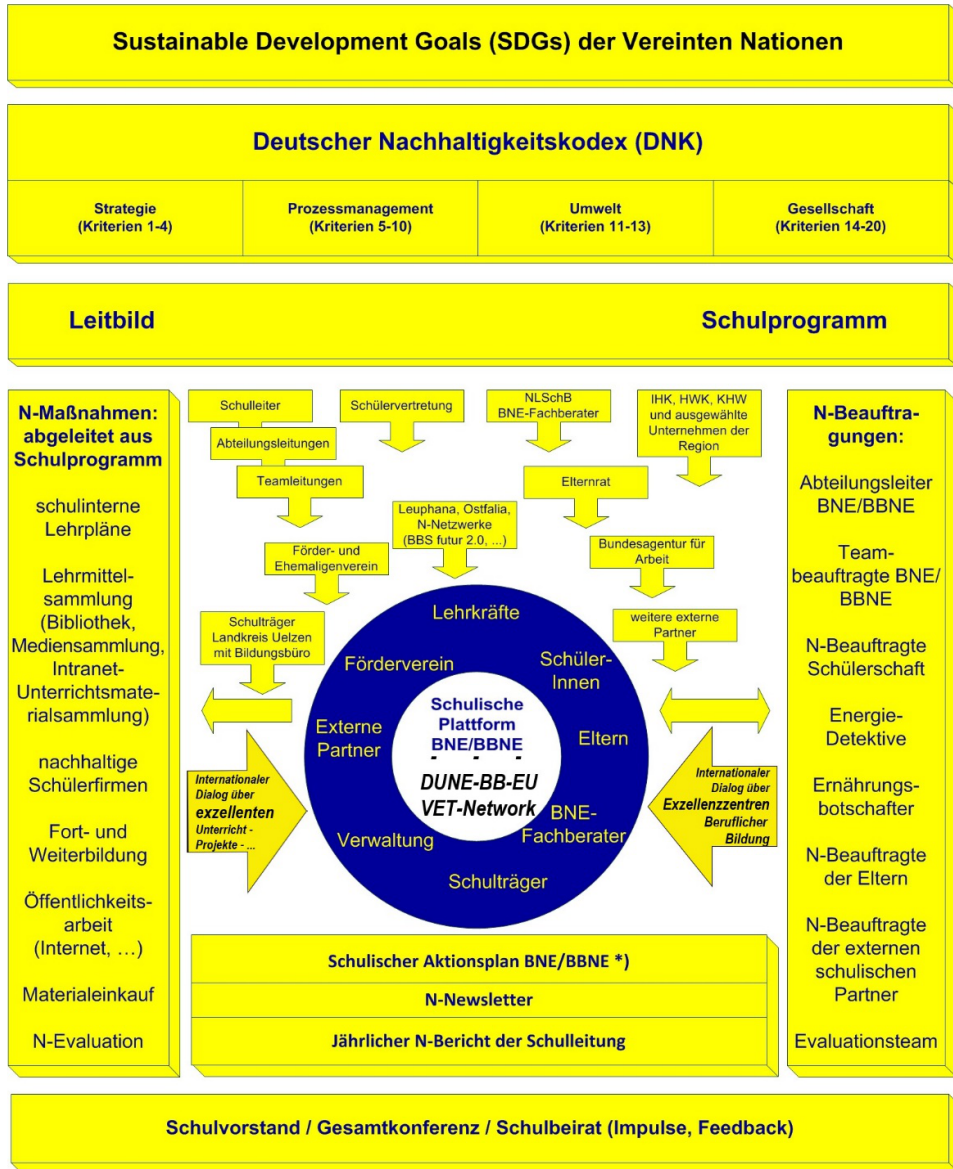 Sustainable Development Goals (SDGs) der Vereinten Nationen
Deutscher Nachhaltigkeitskodex (DNK)
Strategie
(Kriterien 1-4)
Prozessmanagement
(Kriterien 5-10)
Umwelt
(Kriterien 11-13)
Gesellschaft
(Kriterien 14-20)
Leitbild
Schulprogramm
N-Maßnahmen:
abgeleitet aus
Schulprogramm
schulinterne
Lehrpläne
Lehrmittel-
sammlung
(Bibliothek,
Mediensammlung,
Intranet-
Unterrichtsmate-
rialsammlung)
nachhaltige
Schülerfirmen
Fort- und
Weiterbildung
Öffentlichkeits-
arbeit
(Internet, …)
Materialeinkauf
N-Evaluation
Schulleiter
Abteilungsleitungen
Teamleitungen
Schülervertretung
NLSchB
BNE-Fachberater
IHK, HWK, KHW
und ausgewählte
Unternehmen der
Region
Elternrat
Leuphana, Ostfalia,
N-Netzwerke
(BBS futur 2.0, ...)
Förder- und
Ehemaligenverein
Bundesagentur für
Arbeit
Schulträger
Landkreis Uelzen
mit Bildungsbüro
weitere externe
Partner
Lehrkräfte
Förderverein
Schüler-
Innen
Externe
Partner
Eltern
Verwaltung
BNE-
Fachberater
Schulträger
Schulische
Plattform
BNE/BBNE
- - -
DUNE-BB-EU
VET-Network
Internationaler
Dialog über
exzellenten
Unterricht -
Projekte - ...
Internationaler
Dialog über
Exzellenzzentren
Beruflicher
Bildung
Schulischer Aktionsplan BNE/BBNE *)
N-Newsletter
Jährlicher N-Bericht der Schulleitung
N-Beauftra-
gungen:
Abteilungsleiter
BNE/BBNE
Team-
beauftragte BNE/
BBNE
N-Beauftragte
Schülerschaft
Energie-
Detektive
Ernährungs-
botschafter
N-Beauftragte
der Eltern
N-Beauftragte
der externen
schulischen
Partner
Evaluationsteam
Schulvorstand / Gesamtkonferenz / Schulbeirat (Impulse, Feedback)